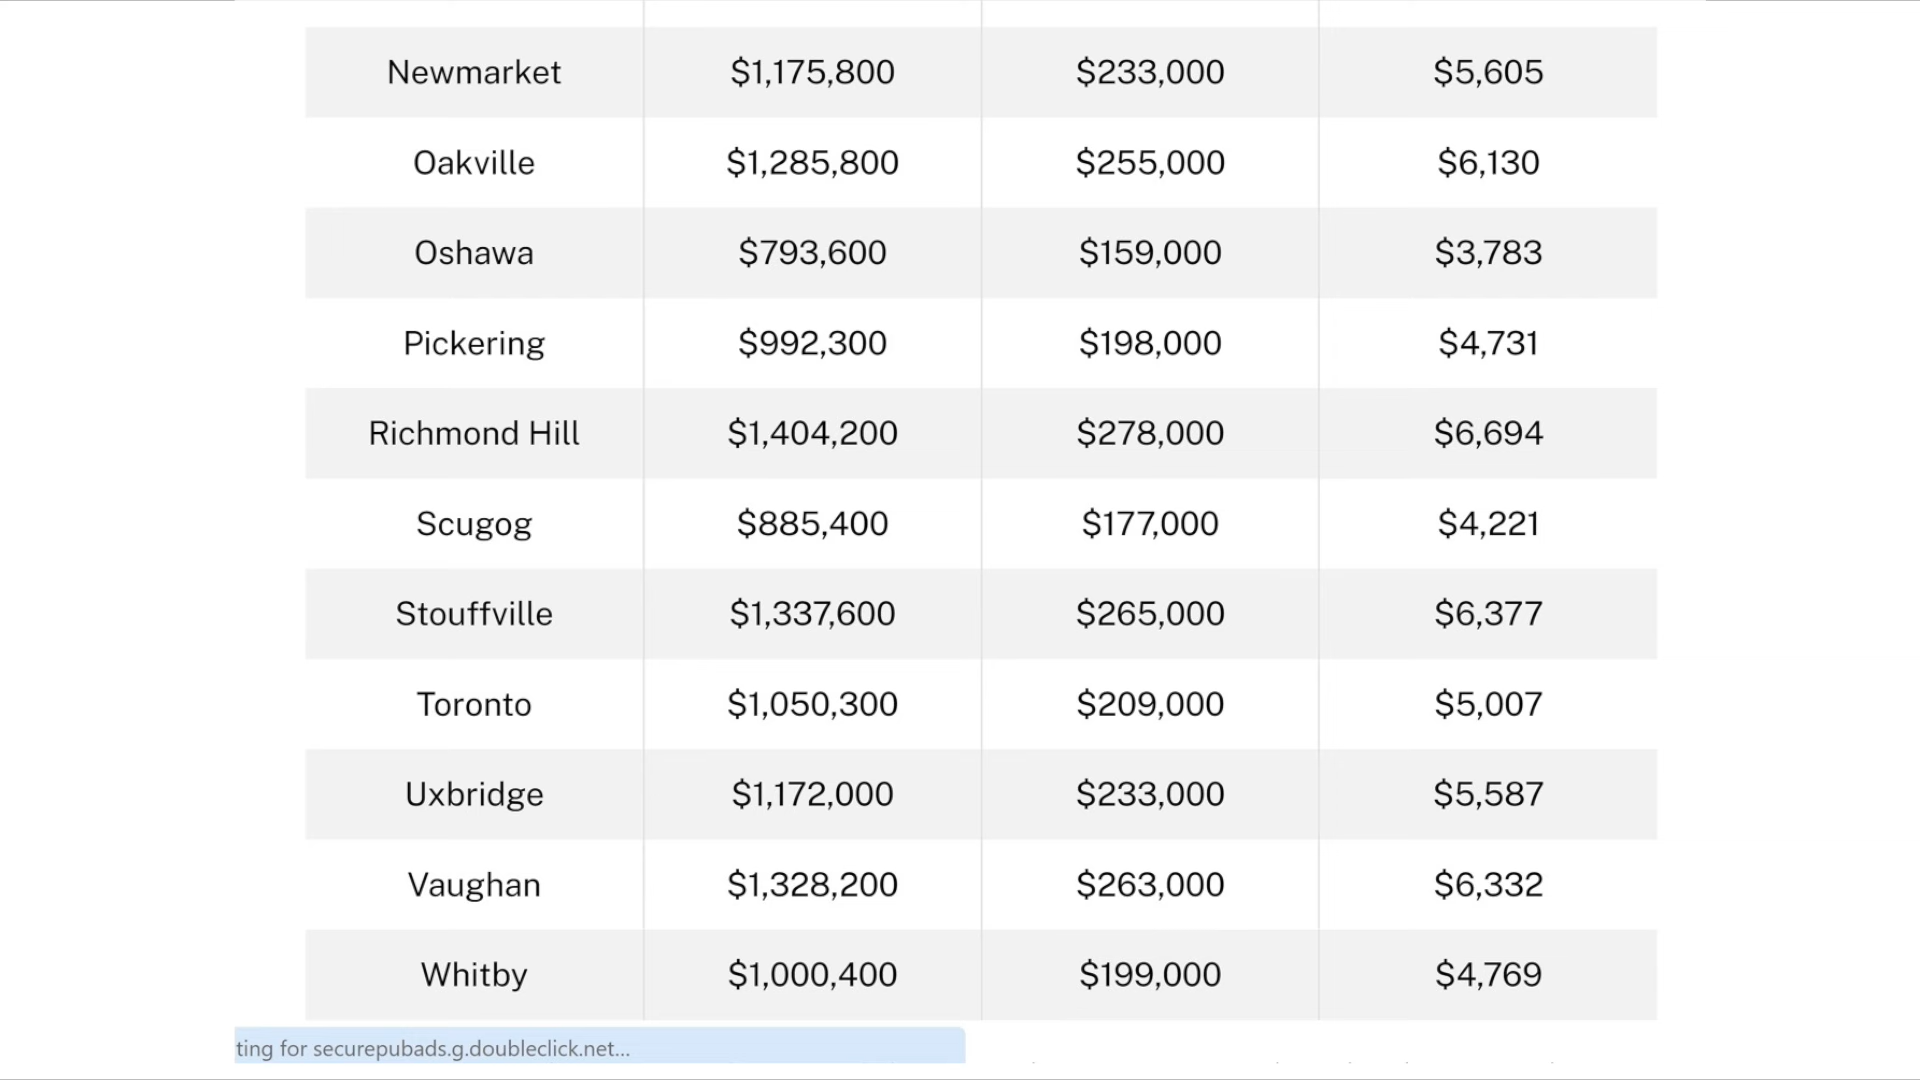 Newmarket $1,175,800 $233,000 $5,605
Oakville $1,285,800 $255,000 $6,130
Oshawa $793,600 $159,000 $3,783
Pickering $992,300 $198,000 $4,731
Richmond Hill $1,404,200 $278,000 $6,694
Scugog $885,400 $177,000 $4,221
Stouffville $1,337,600 $265,000 $6,377
Toronto $1,050,300 $209,000 $5,007
Uxbridge $1,172,000 $233,000 $5,587
Vaughan $1,328,200 $263,000 $6,332
Whitby $1,000,400 $199,000 $4,769
ting for securepubads.g.doubleclick.net...